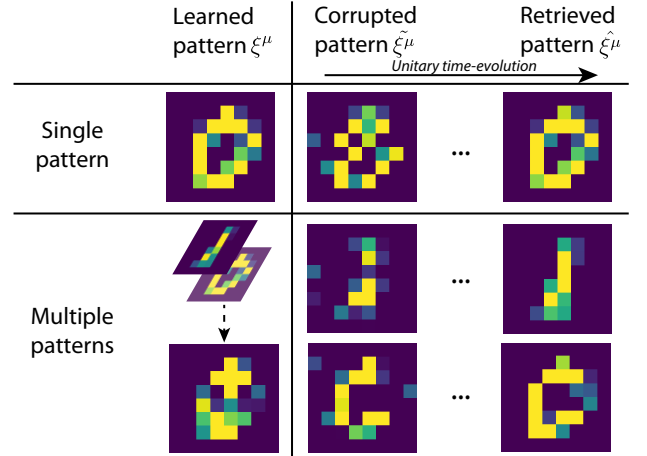 Learned
pattern ξ^μ
Corrupted
pattern ξ̃^μ
Retrieved
pattern ξ̂^μ
Unitary time-evolution
Single
pattern
...
Multiple
patterns
...
...